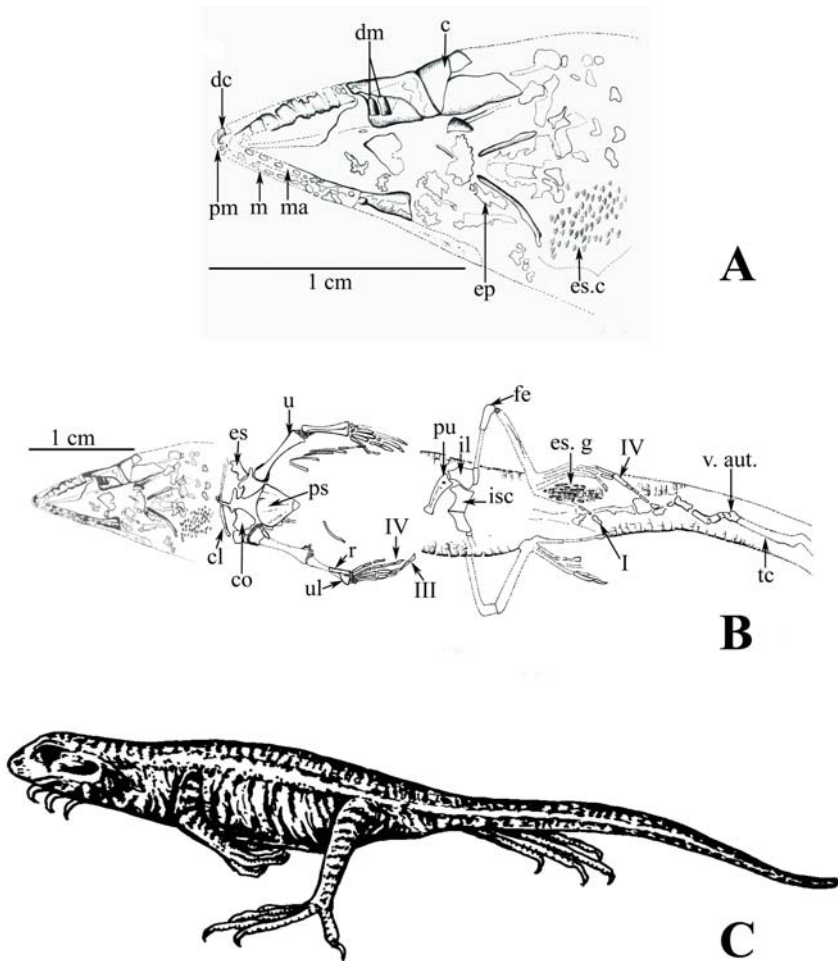 dm c
dc
pm m ma
1 cm
ep es.c
A
fe
u
1 cm
es
pu il
es. g IV
v. aut.
ps
isc
cl
co
r IV
ul III
I
tc
B
C